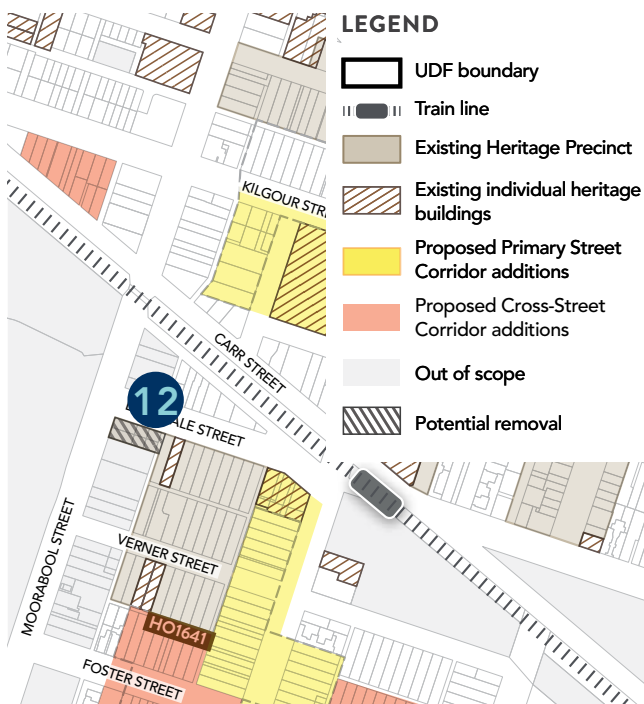 LEGEND
UDF boundary
Train line
Existing Heritage Precinct
Existing individual heritage
buildings
Proposed Primary Street
Corridor additions
Proposed Cross-Street
Corridor additions
Out of scope
Potential removal
KILGOUR
CARR STREET
12
STREET
MOORABOOL STREET
VERNER STREET
HO1641
FOSTER STREET